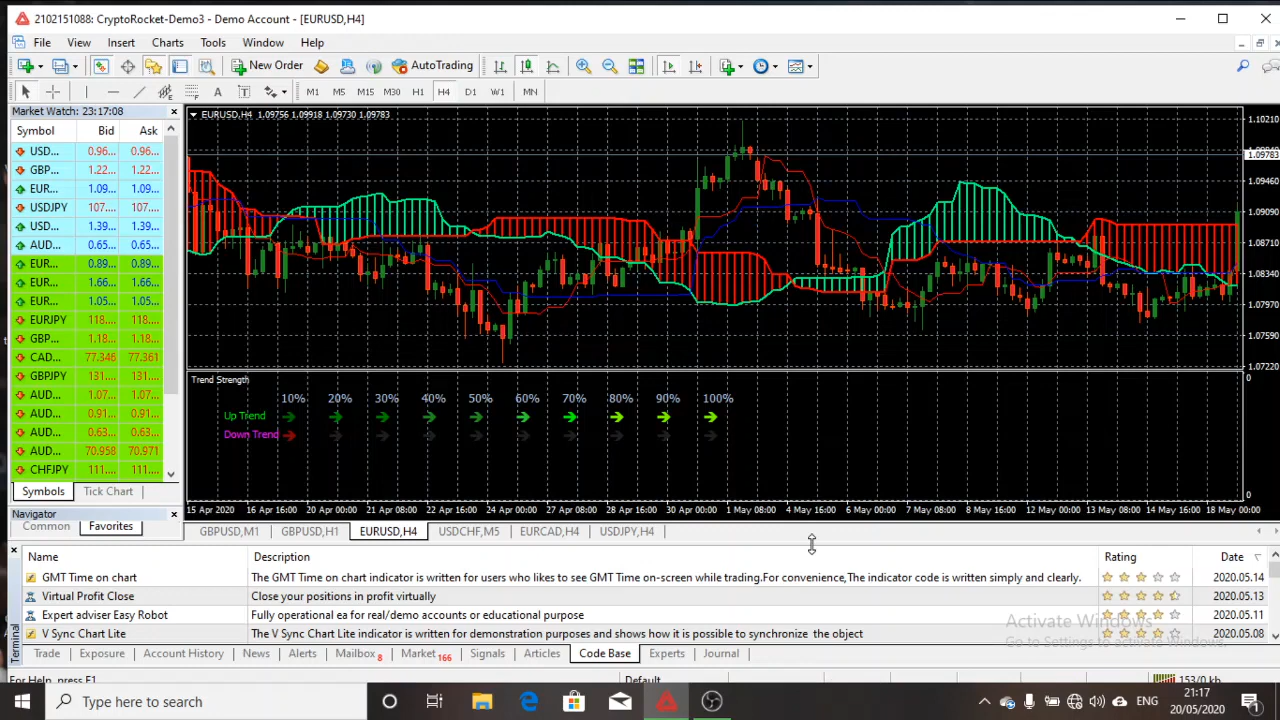 2102151088: CryptoRocket-Demo3 - Demo Account - [EURUSD,H4]
File View Insert Charts Tools Window Help
New Order AutoTrading
A T M1 M5 M15 M30 H1 H4 D1 W1 MN
Market Watch: 23:17:08
Symbol Bid Ask
USD... 0.96... 0.96...
GBP... 1.22... 1.22...
EUR... 1.09... 1.09...
USDJPY 107.... 107....
USD... 1.39... 1.39...
AUD... 0.65... 0.65...
EUR... 0.89... 0.89...
EUR... 1.66... 1.66...
EUR... 1.05... 1.05...
EURJPY 118.... 118....
GBP... 1.18... 1.18...
CAD... 77.346 77.361
GBPJPY 131.... 131....
AUD... 1.07... 1.07...
AUD... 0.91... 0.91...
AUD... 0.63... 0.63...
AUD... 70.958 70.971
CHFJPY 111.... 111....
Symbols Tick Chart
Navigator
Common Favorites
EURUSD,H4 1.09756 1.09918 1.09730 1.09783
1.10210
1.09783
1.09460
1.09090
1.08710
1.08340
1.07970
1.07590
1.07220
Trend Strength
10% 20% 30% 40% 50% 60% 70% 80% 90% 100%
Up Trend
Down Trend
0
0
15 Apr 2020 16 Apr 16:00 20 Apr 00:00 21 Apr 08:00 22 Apr 16:00 24 Apr 00:00 27 Apr 08:00 28 Apr 16:00 30 Apr 00:00 1 May 08:00 4 May 16:00 6 May 00:00 7 May 08:00 8 May 16:00 12 May 00:00 13 May 08:00 14 May 16:00 18 May 00:00
GBPUSD,M1 GBPUSD,H1 EURUSD,H4 USDCHF,M5 EURCAD,H4 USDJPY,H4
Name Description Rating Date
GMT Time on chart The GMT Time on chart indicator is written for users who likes to see GMT Time on-screen while trading.For convenience,The indicator code is written simply and clearly. 2020.05.14
Virtual Profit Close Close your positions in profit virtually 2020.05.13
Expert adviser Easy Robot Fully operational ea for real/demo accounts or educational purpose 2020.05.11
V Sync Chart Lite The V Sync Chart Lite indicator is written for demonstration purposes and shows how it is possible to synchronize the object 2020.05.08
Activate Windows
Go to Settings to activate Windows.
Terminal
Trade Exposure Account History News Alerts Mailbox 8 Market 166 Signals Articles Code Base Experts Journal
For Help, press F1 Default 153/0 kb
Type here to search
ENG
21:17
20/05/2020
1